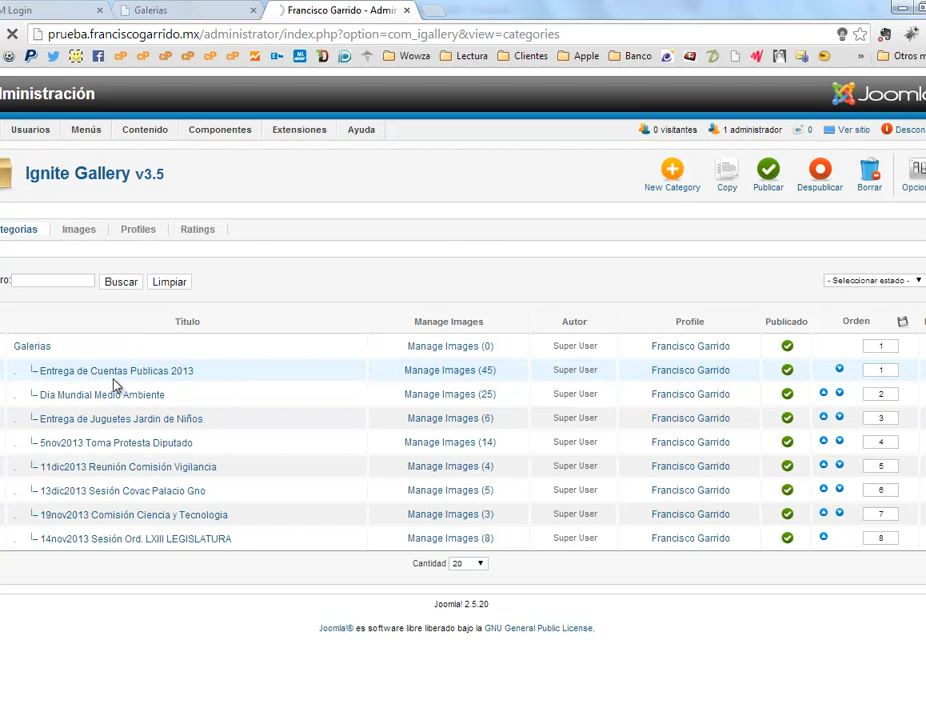 M Login
Galerias
Francisco Garrido - Admi
prueba.franciscogarrido.mx/administrator/index.php?option=com_igallery&view=categories
cP cP cP cP cP Wowza Lectura Clientes Apple Banco » Otros m
ministración
Joomla
Usuarios Menús Contenido Componentes Extensiones Ayuda 0 visitantes 1 administrador 0 Ver sitio Descon
Ignite Gallery v3.5
New Category Copy Publicar Despublicar Borrar Opcion
tegorias Images Profiles Ratings
ro: Buscar Limpiar - Seleccionar estado -
Titulo Manage Images Autor Profile Publicado Orden
Galerias Manage Images (0) Super User Francisco Garrido 1
Entrega de Cuentas Publicas 2013 Manage Images (45) Super User Francisco Garrido 1
Dia Mundial Medio Ambiente Manage Images (25) Super User Francisco Garrido 2
Entrega de Juguetes Jardin de Niños Manage Images (6) Super User Francisco Garrido 3
5nov2013 Toma Protesta Diputado Manage Images (14) Super User Francisco Garrido 4
11dic2013 Reunión Comisión Vigilancia Manage Images (4) Super User Francisco Garrido 5
13dic2013 Sesión Covac Palacio Gno Manage Images (5) Super User Francisco Garrido 6
19nov2013 Comisión Ciencia y Tecnologia Manage Images (3) Super User Francisco Garrido 7
14nov2013 Sesión Ord. LXIII LEGISLATURA Manage Images (8) Super User Francisco Garrido 8
Cantidad 20
Joomla! 2.5.20
Joomla!® es software libre liberado bajo la GNU General Public License.